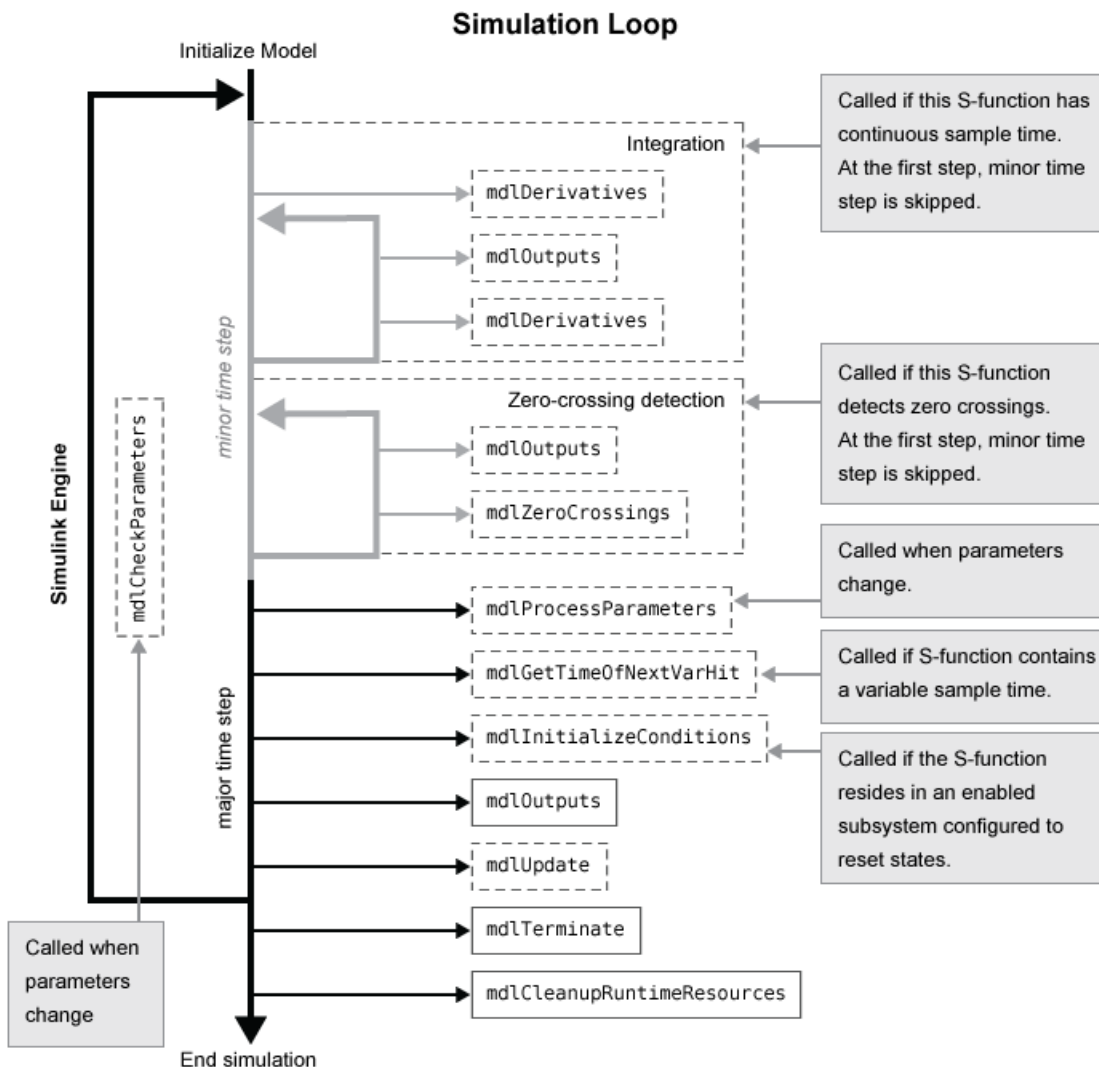 Simulation Loop
Initialize Model
Called if this S-function has
continuous sample time.
At the first step, minor time
step is skipped.
Integration
mdlDerivatives
mdlOutputs
mdlDerivatives
minor time step
Called if this S-function
detects zero crossings.
At the first step, minor time
step is skipped.
Zero-crossing detection
mdlOutputs
mdlZeroCrossings
Simulink Engine
mdlCheckParameters
Called when parameters
change.
mdlProcessParameters
Called if S-function contains
a variable sample time.
mdlGetTimeOfNextVarHit
major time step
mdlInitializeConditions
Called if the S-function
resides in an enabled
subsystem configured to
reset states.
mdlOutputs
mdlUpdate
mdlTerminate
Called when
parameters
change
mdlCleanupRuntimeResources
End simulation